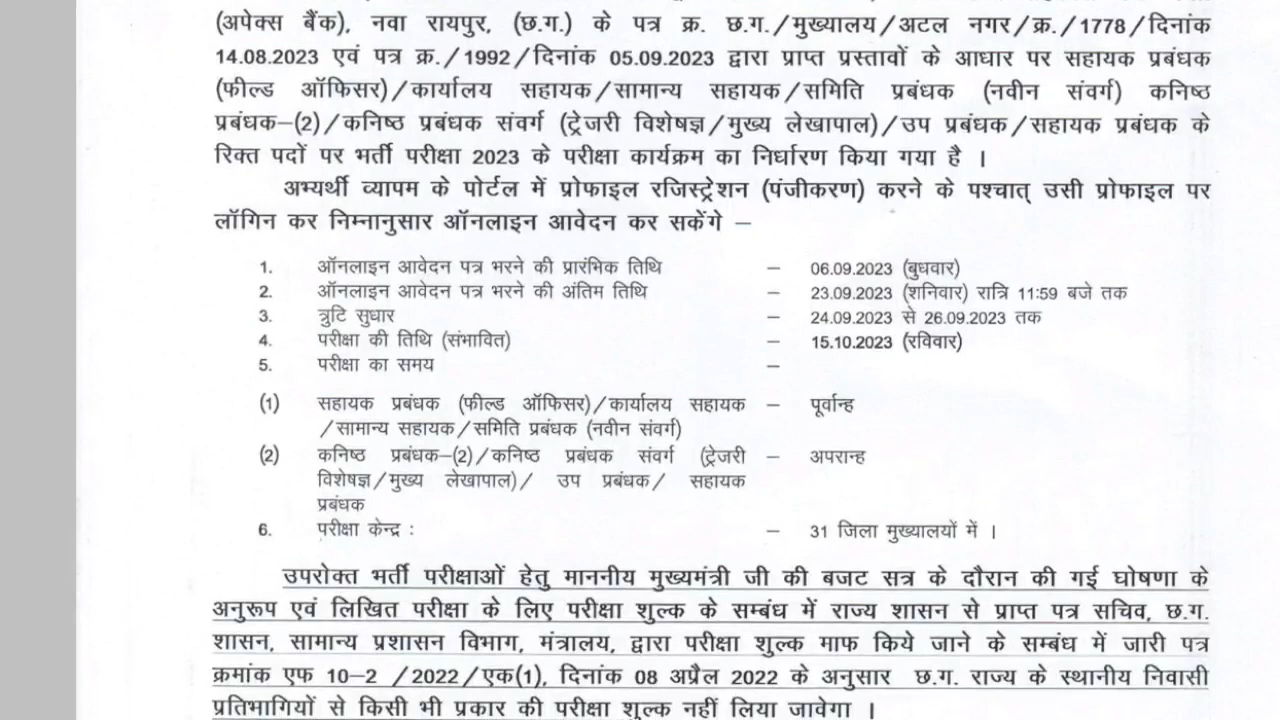 (अपेक्स बैंक), नवा रायपुर, (छ.ग.) के पत्र क्र. छ.ग./मुख्यालय/अटल नगर/क्र./1778/दिनांक
14.08.2023 एवं पत्र क्र./1992/दिनांक 05.09.2023 द्वारा प्राप्त प्रस्तावों के आधार पर सहायक प्रबंधक
(फील्ड ऑफिसर)/कार्यालय सहायक/सामान्य सहायक/समिति प्रबंधक (नवीन संवर्ग) कनिष्ठ
प्रबंधक–(2)/कनिष्ठ प्रबंधक संवर्ग (ट्रेजरी विशेषज्ञ/मुख्य लेखापाल)/उप प्रबंधक/सहायक प्रबंधक के
रिक्त पदों पर भर्ती परीक्षा 2023 के परीक्षा कार्यक्रम का निर्धारण किया गया है ।
अभ्यर्थी व्यापम के पोर्टल में प्रोफाइल रजिस्ट्रेशन (पंजीकरण) करने के पश्चात् उसी प्रोफाइल पर
लॉगिन कर निम्नानुसार ऑनलाइन आवेदन कर सकेंगे –
1. ऑनलाइन आवेदन पत्र भरने की प्रारंभिक तिथि – 06.09.2023 (बुधवार)
2. ऑनलाइन आवेदन पत्र भरने की अंतिम तिथि – 23.09.2023 (शनिवार) रात्रि 11:59 बजे तक
3. त्रुटि सुधार – 24.09.2023 से 26.09.2023 तक
4. परीक्षा की तिथि (संभावित) – 15.10.2023 (रविवार)
5. परीक्षा का समय –
(1) सहायक प्रबंधक (फील्ड ऑफिसर)/कार्यालय सहायक – पूर्वान्ह
/सामान्य सहायक/समिति प्रबंधक (नवीन संवर्ग)
(2) कनिष्ठ प्रबंधक–(2)/कनिष्ठ प्रबंधक संवर्ग (ट्रेजरी – अपरान्ह
विशेषज्ञ/मुख्य लेखापाल)/ उप प्रबंधक/ सहायक
प्रबंधक
6. परीक्षा केन्द्र : – 31 जिला मुख्यालयों में ।
उपरोक्त भर्ती परीक्षाओं हेतु माननीय मुख्यमंत्री जी की बजट सत्र के दौरान की गई घोषणा के
अनुरूप एवं लिखित परीक्षा के लिए परीक्षा शुल्क के सम्बंध में राज्य शासन से प्राप्त पत्र सचिव, छ.ग.
शासन, सामान्य प्रशासन विभाग, मंत्रालय, द्वारा परीक्षा शुल्क माफ किये जाने के सम्बंध में जारी पत्र
क्रमांक एफ 10–2 /2022/एक(1), दिनांक 08 अप्रैल 2022 के अनुसार छ.ग. राज्य के स्थानीय निवासी
प्रतिभागियों से किसी भी प्रकार की परीक्षा शुल्क नहीं लिया जावेगा ।